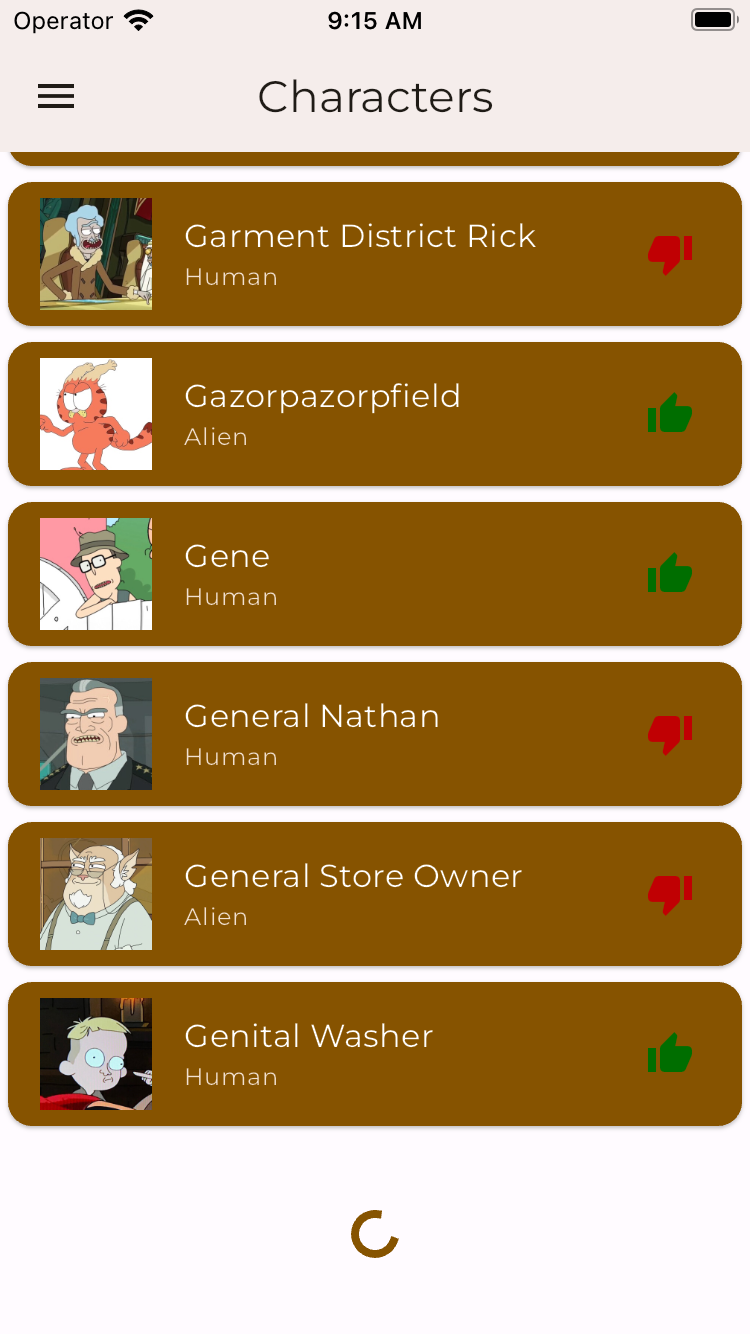 Operator 9:15 AM
Characters
Garment District Rick
Human
Gazorpazorpfield
Alien
Gene
Human
General Nathan
Human
General Store Owner
Alien
Genital Washer
Human